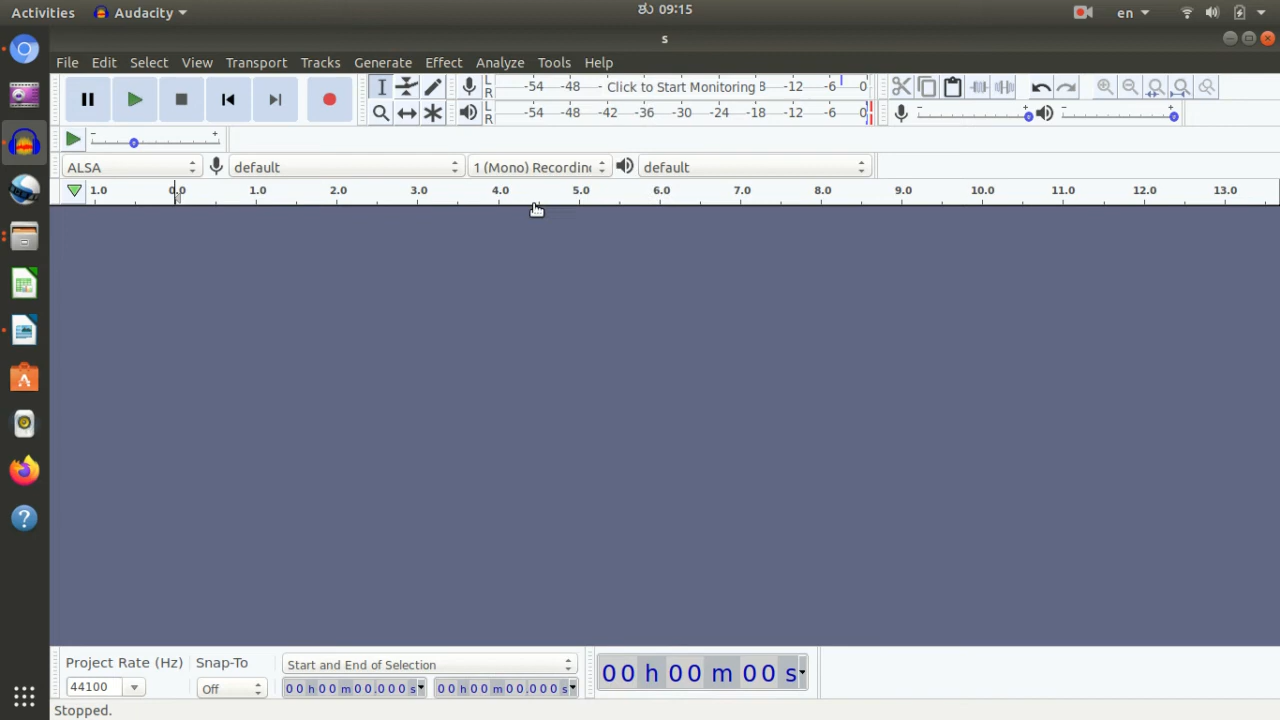 Activities Audacity ಶು 09:15 en
s
File Edit Select View Transport Tracks Generate Effect Analyze Tools Help
L R -54 -48 - Click to Start Monitoring -12 -6 0
L R -54 -48 -42 -36 -30 -24 -18 -12 -6 0
- +
ALSA default 1 (Mono) Recording default
1.0 0.0 1.0 2.0 3.0 4.0 5.0 6.0 7.0 8.0 9.0 10.0 11.0 12.0 13.0
Project Rate (Hz) Snap-To Start and End of Selection
44100 Off 00 h 00 m 00.000 s 00 h 00 m 00.000 s 00 h 00 m 00 s
Stopped.